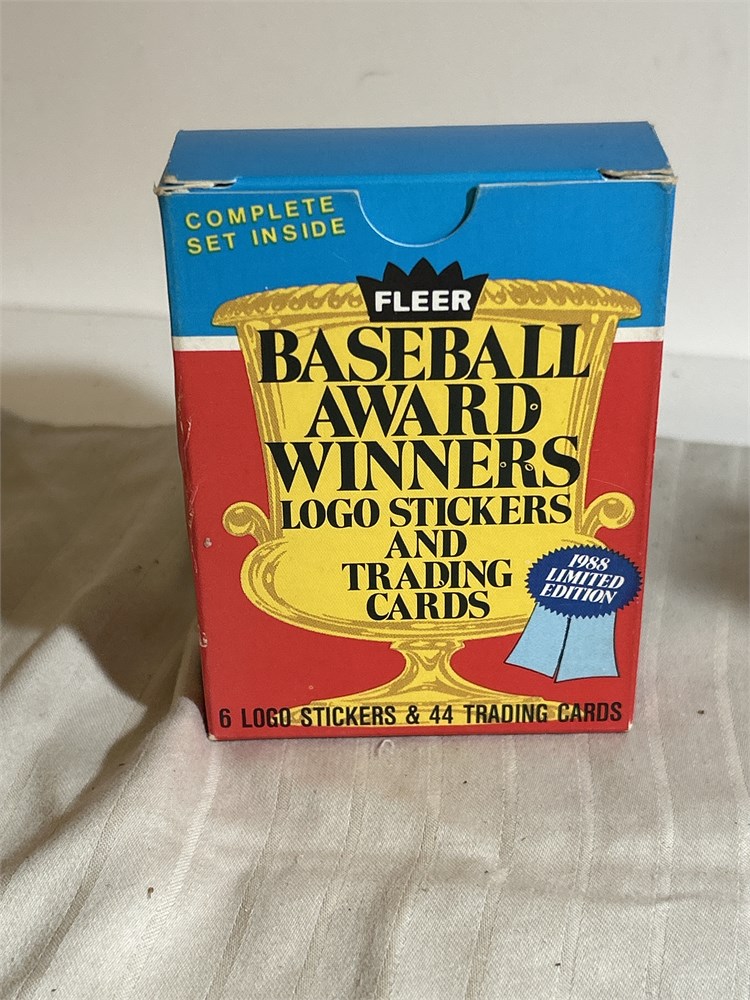 COMPLETE
SET INSIDE
FLEER
BASEBALL
AWARD
WINNERS
LOGO STICKERS
AND
TRADING
CARDS
1988
LIMITED
EDITION
6 LOGO STICKERS & 44 TRADING CARDS